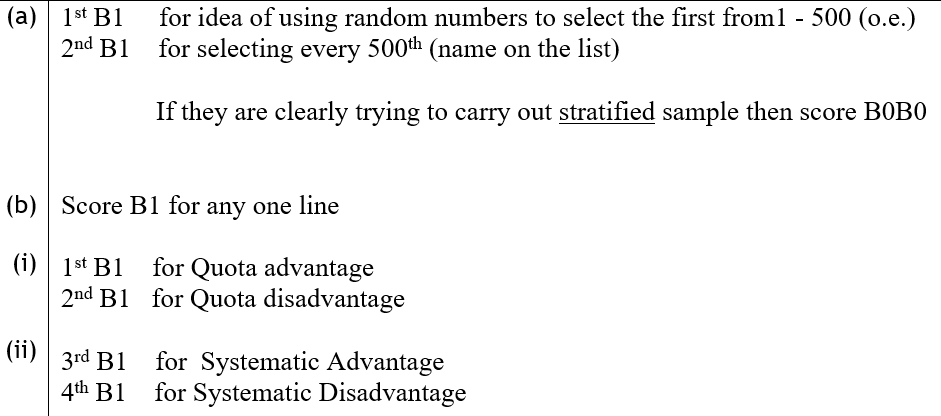 (a) 1st B1 for idea of using random numbers to select the first from1 - 500 (o.e.)
2nd B1 for selecting every 500th (name on the list)
If they are clearly trying to carry out stratified sample then score B0B0
(b) Score B1 for any one line
(i) 1st B1 for Quota advantage
2nd B1 for Quota disadvantage
(ii) 3rd B1 for Systematic Advantage
4th B1 for Systematic Disadvantage